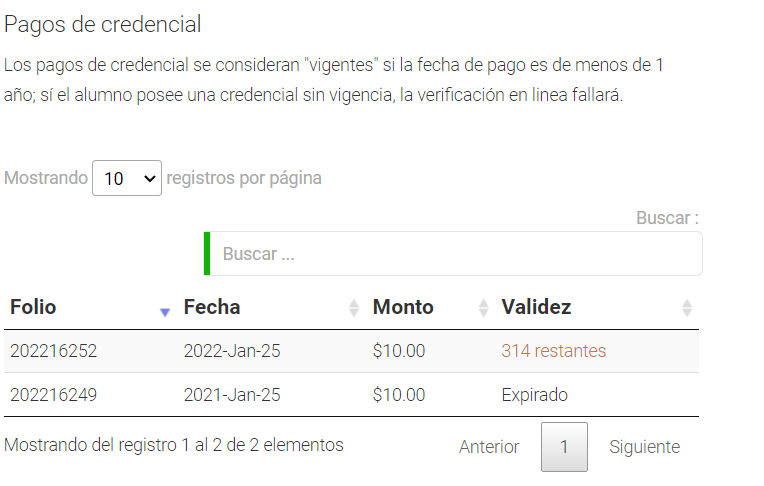 Pagos de credencial
Los pagos de credencial se consideran "vigentes" si la fecha de pago es de menos de 1
año; sí el alumno posee una credencial sin vigencia, la verificación en linea fallará.
Mostrando 10 registros por página
Buscar :
Buscar ...
Folio Fecha Monto Validez
202216252 2022-Jan-25 $10.00 314 restantes
202216249 2021-Jan-25 $10.00 Expirado
Mostrando del registro 1 al 2 de 2 elementos
Anterior 1 Siguiente